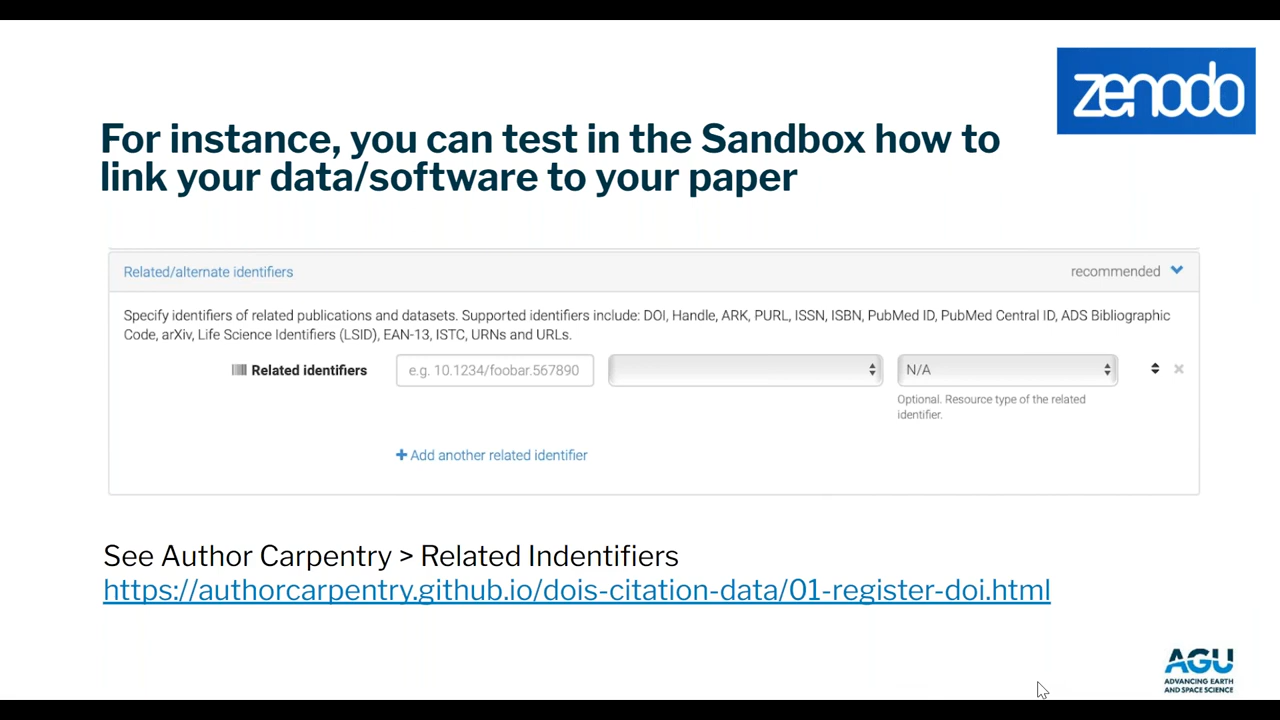 zenodo
For instance, you can test in the Sandbox how to
link your data/software to your paper
Related/alternate identifiers
recommended
Specify identifiers of related publications and datasets. Supported identifiers include: DOI, Handle, ARK, PURL, ISSN, ISBN, PubMed ID, PubMed Central ID, ADS Bibliographic
Code, arXiv, Life Science Identifiers (LSID), EAN-13, ISTC, URNs and URLs.
Related identifiers
e.g. 10.1234/foobar.567890
N/A
Optional. Resource type of the related
identifier.
+ Add another related identifier
See Author Carpentry > Related Indentifiers
https://authorcarpentry.github.io/dois-citation-data/01-register-doi.html
AGU
ADVANCING EARTH
AND SPACE SCIENCE